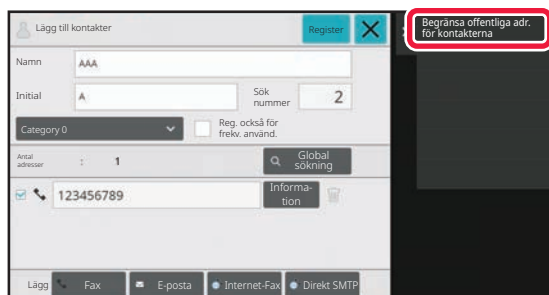 Lägg till kontakter
Register
Begränsa offentliga adr.
för kontakterna
Namn
AAA
Initial
A
Sök
nummer
2
Category 0
Reg. också för
frekv. använd.
Antal
adresser
:
1
Global
sökning
123456789
Informa-
tion
Lägg
Fax
E-posta
Internet-Fax
Direkt SMTP